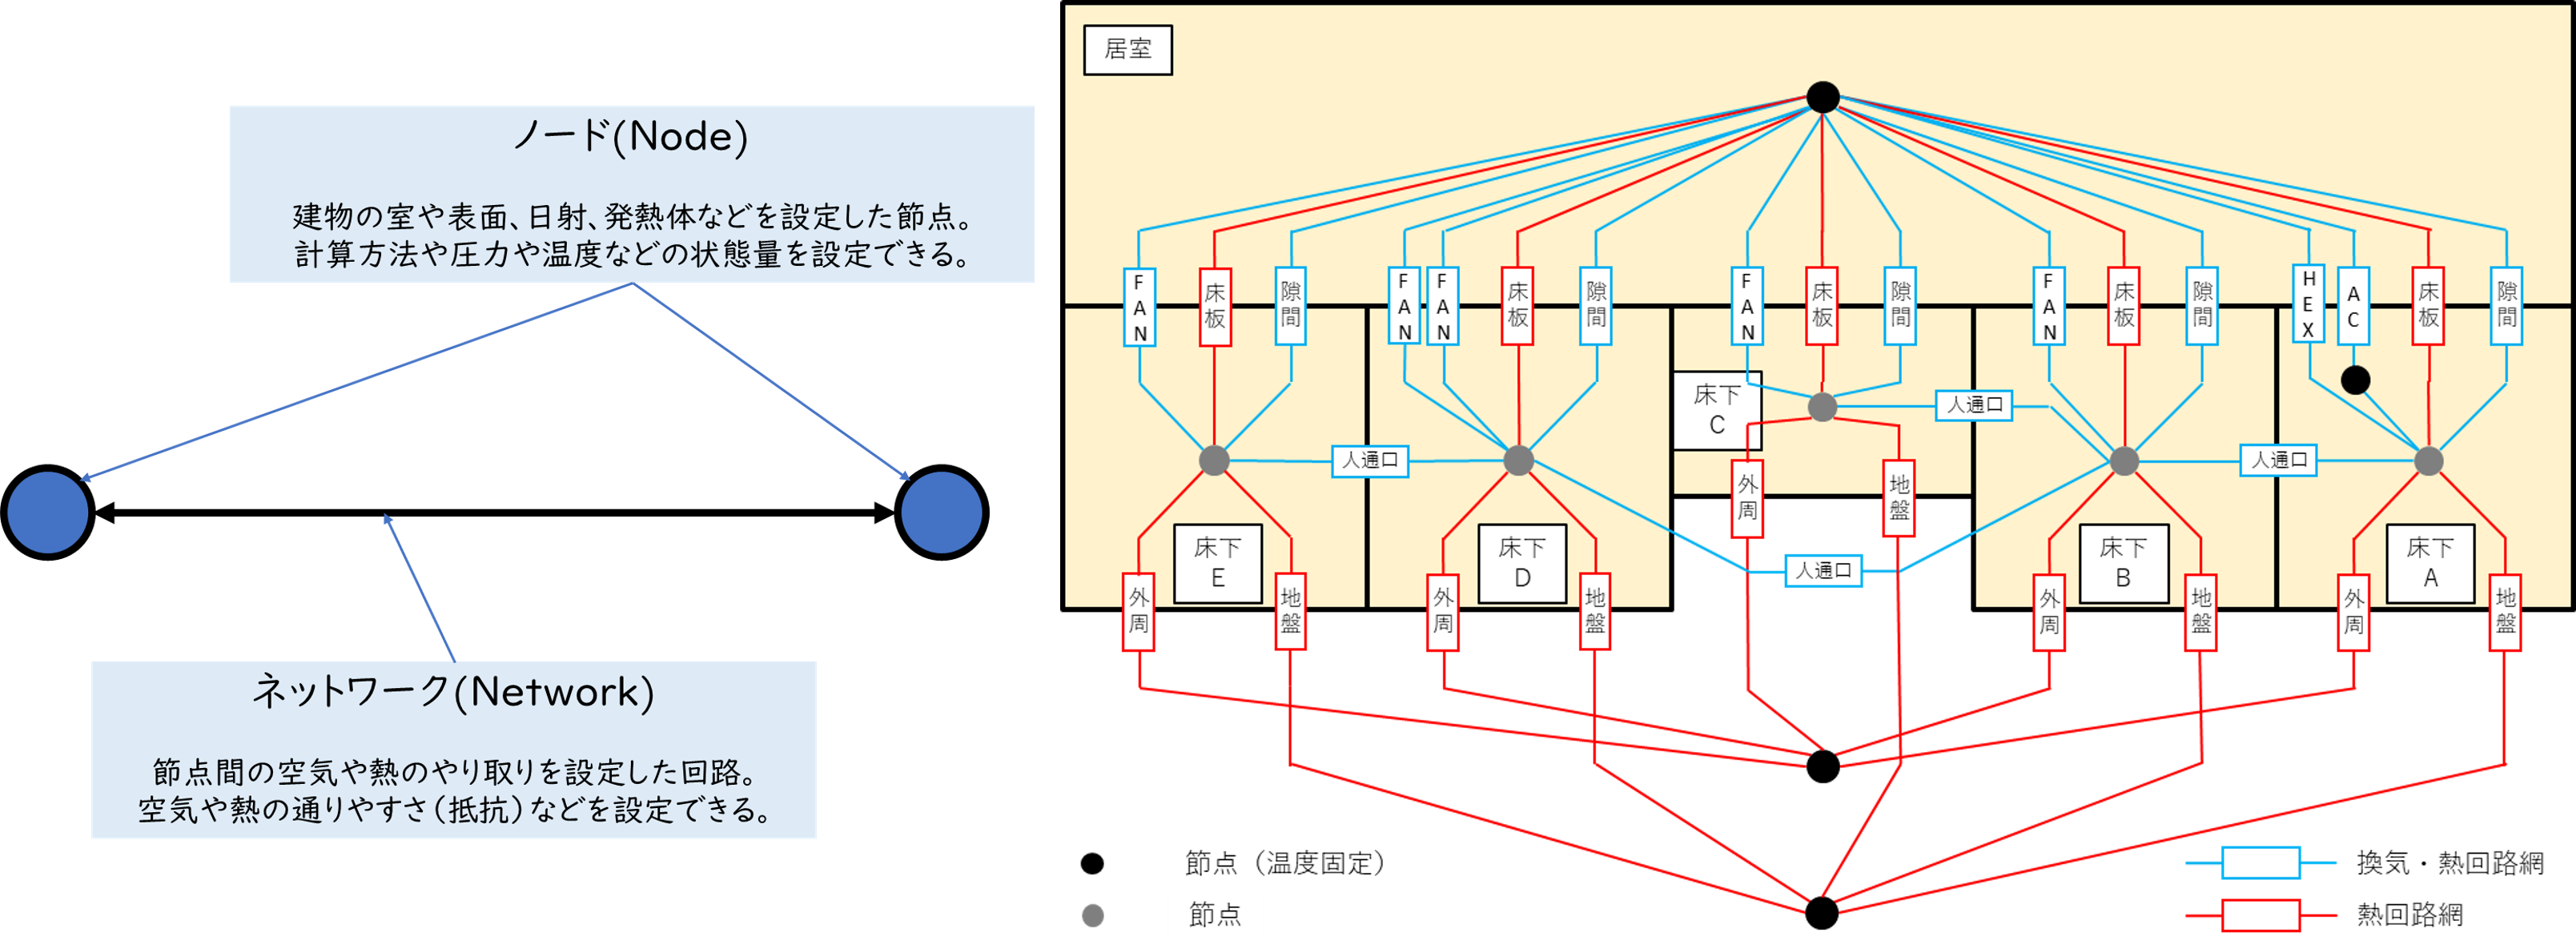 ノード(Node)
建物の室や表面、日射、発熱体などを設定した節点。
計算方法や圧力や温度などの状態量を設定できる。
ネットワーク(Network)
節点間の空気や熱のやり取りを設定した回路。
空気や熱の通りやすさ（抵抗）などを設定できる。
居室
FAN
床板
隙間
FAN
FAN
床板
隙間
FAN
床板
隙間
FAN
床板
隙間
HEX
AC
床板
隙間
床下
C
人通口
人通口
人通口
人通口
外周
地盤
床下
E
床下
D
床下
B
床下
A
外周
地盤
外周
地盤
外周
地盤
外周
地盤
節点（温度固定）
節点
換気・熱回路網
熱回路網